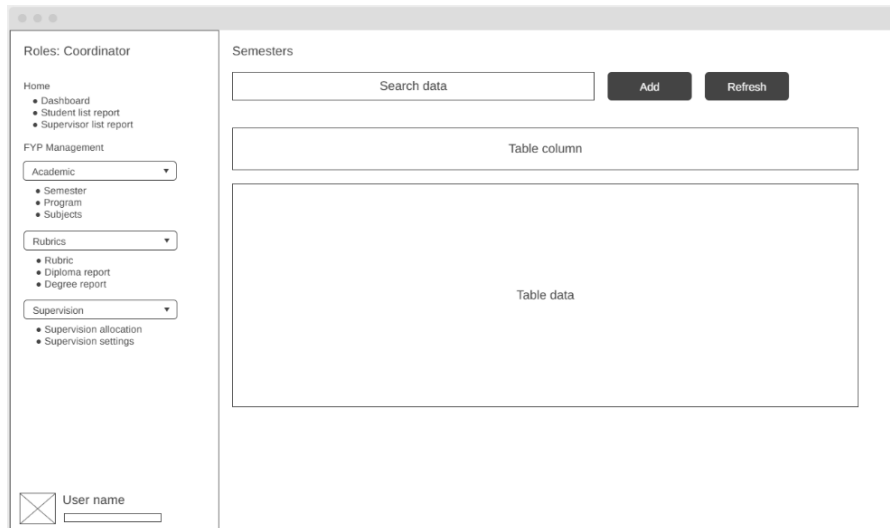 Roles: Coordinator
Home
● Dashboard
● Student list report
● Supervisor list report
FYP Management
Academic
● Semester
● Program
● Subjects
Rubrics
● Rubric
● Diploma report
● Degree report
Supervision
● Supervision allocation
● Supervision settings
User name
Semesters
Search data
Add
Refresh
Table column
Table data